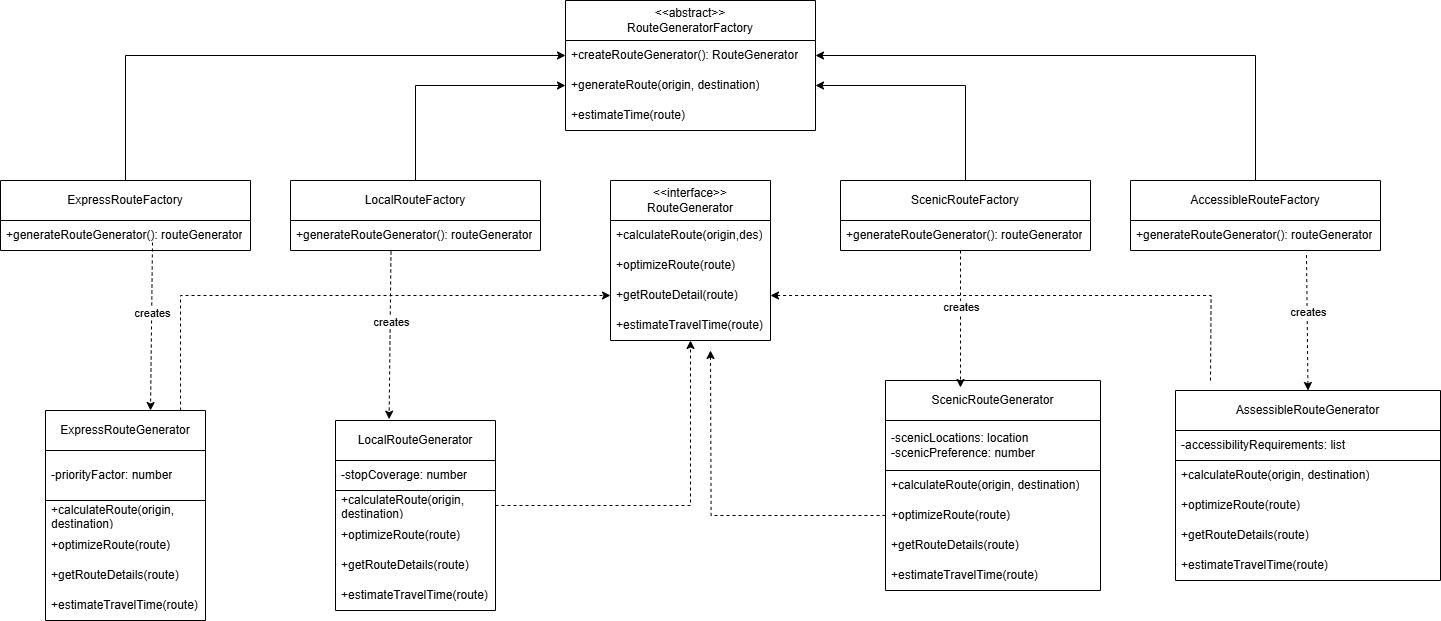 <<abstract>>
RouteGeneratorFactory
+createRouteGenerator(): RouteGenerator
+generateRoute(origin, destination)
+estimateTime(route)
ExpressRouteFactory
+generateRouteGenerator(): routeGenerator
LocalRouteFactory
+generateRouteGenerator(): routeGenerator
<<interface>>
RouteGenerator
+calculateRoute(origin,des)
+optimizeRoute(route)
+getRouteDetail(route)
+estimateTravelTime(route)
ScenicRouteFactory
+generateRouteGenerator(): routeGenerator
AccessibleRouteFactory
+generateRouteGenerator(): routeGenerator
creates
creates
creates
creates
ExpressRouteGenerator
-priorityFactor: number
+calculateRoute(origin,
destination)
+optimizeRoute(route)
+getRouteDetails(route)
+estimateTravelTime(route)
LocalRouteGenerator
-stopCoverage: number
+calculateRoute(origin,
destination)
+optimizeRoute(route)
+getRouteDetails(route)
+estimateTravelTime(route)
ScenicRouteGenerator
-scenicLocations: location
-scenicPreference: number
+calculateRoute(origin, destination)
+optimizeRoute(route)
+getRouteDetails(route)
+estimateTravelTime(route)
AssessibleRouteGenerator
-accessibilityRequirements: list
+calculateRoute(origin, destination)
+optimizeRoute(route)
+getRouteDetails(route)
+estimateTravelTime(route)